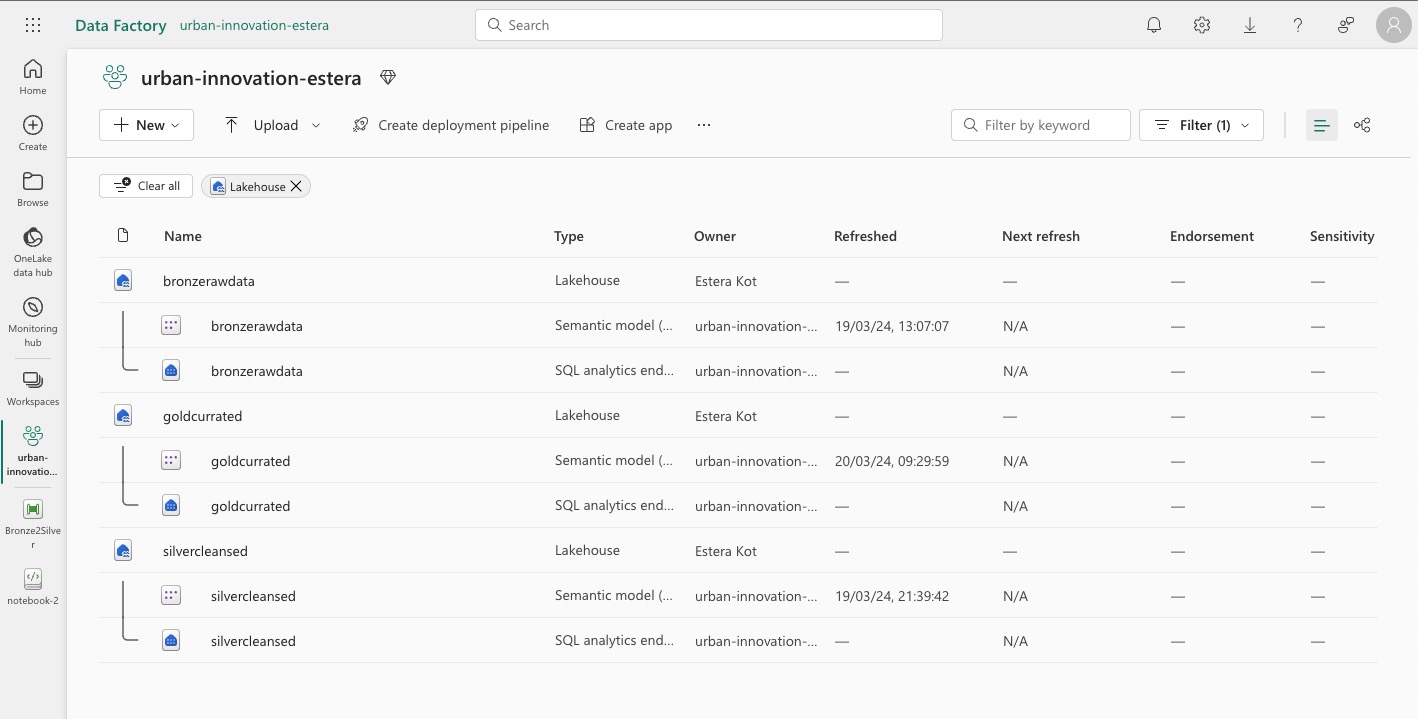 Data Factory urban-innovation-estera Search
Home
Create
Browse
OneLake
data hub
Monitoring
hub
Workspaces
urban-
innovatio...
Bronze2Silve
r
notebook-2
urban-innovation-estera
New Upload Create deployment pipeline Create app ... Filter by keyword Filter (1)
Clear all Lakehouse
Name Type Owner Refreshed Next refresh Endorsement Sensitivity
bronzerawdata Lakehouse Estera Kot — — — —
bronzerawdata Semantic model (... urban-innovation-... 19/03/24, 13:07:07 N/A — —
bronzerawdata SQL analytics end... urban-innovation-... — N/A — —
goldcurrated Lakehouse Estera Kot — — — —
goldcurrated Semantic model (... urban-innovation-... 20/03/24, 09:29:59 N/A — —
goldcurrated SQL analytics end... urban-innovation-... — N/A — —
silvercleansed Lakehouse Estera Kot — — — —
silvercleansed Semantic model (... urban-innovation-... 19/03/24, 21:39:42 N/A — —
silvercleansed SQL analytics end... urban-innovation-... — N/A — —